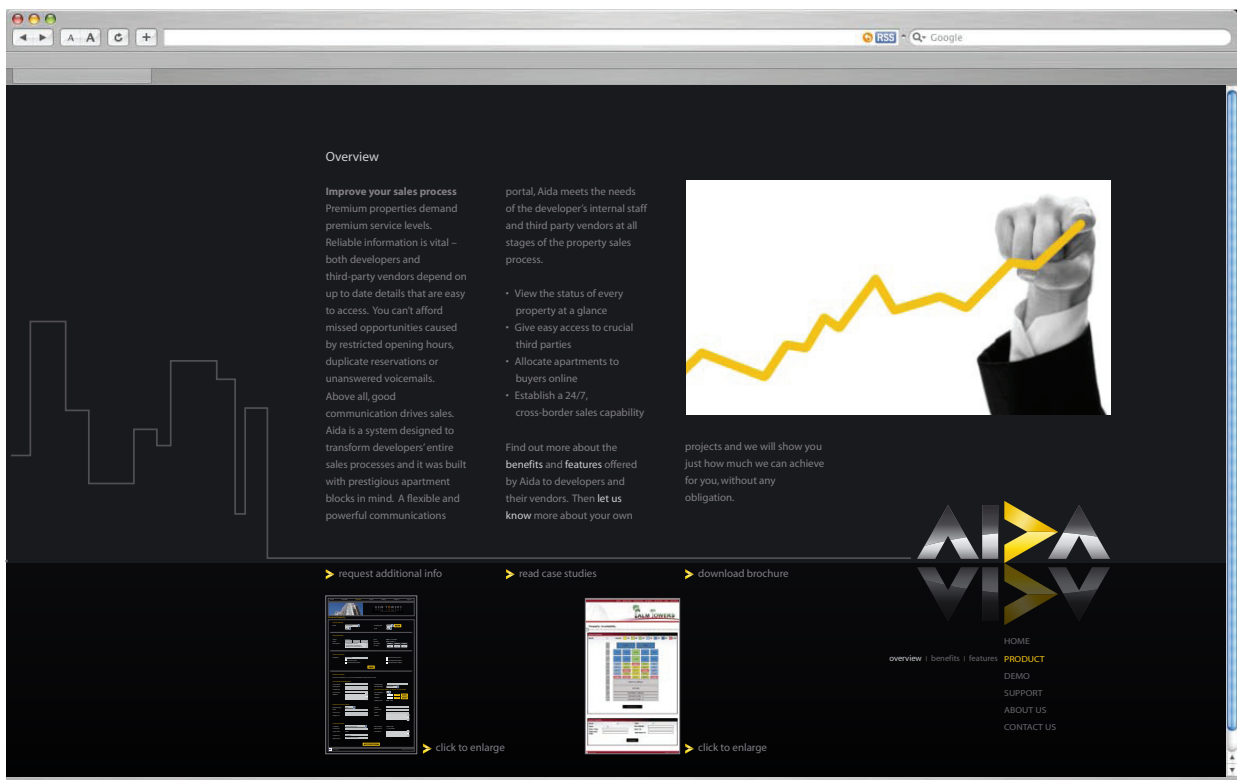 A A
RSS
Google
Overview
Improve your sales process
Premium properties demand
premium service levels.
Reliable information is vital –
both developers and
third-party vendors depend on
up to date details that are easy
to access. You can't afford
missed opportunities caused
by restricted opening hours,
duplicate reservations or
unanswered voicemails.
Above all, good
communication drives sales.
Aida is a system designed to
transform developers' entire
sales processes and it was built
with prestigious apartment
blocks in mind. A flexible and
powerful communications
portal, Aida meets the needs
of the developer's internal staff
and third party vendors at all
stages of the property sales
process.
• View the status of every
property at a glance
• Give easy access to crucial
third parties
• Allocate apartments to
buyers online
• Establish a 24/7,
cross-border sales capability
Find out more about the
benefits and features offered
by Aida to developers and
their vendors. Then let us
know more about your own
projects and we will show you
just how much we can achieve
for you, without any
obligation.
AIDA
request additional info
read case studies
download brochure
PALM TOWERS
click to enlarge
click to enlarge
HOME
overview | benefits | features PRODUCT
DEMO
SUPPORT
ABOUT US
CONTACT US